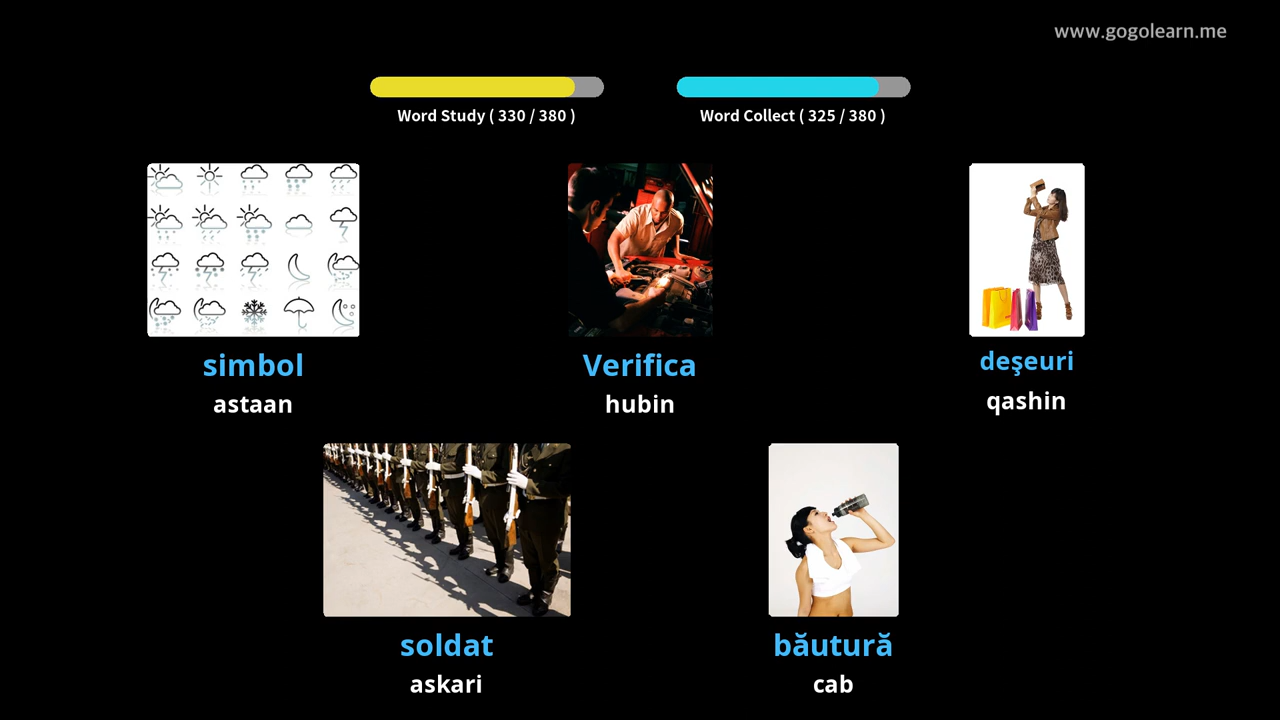 www.gogolearn.me
Word Study ( 330 / 380 )
Word Collect ( 325 / 380 )
simbol
astaan
Verifica
hubin
deşeuri
qashin
soldat
askari
băutură
cab